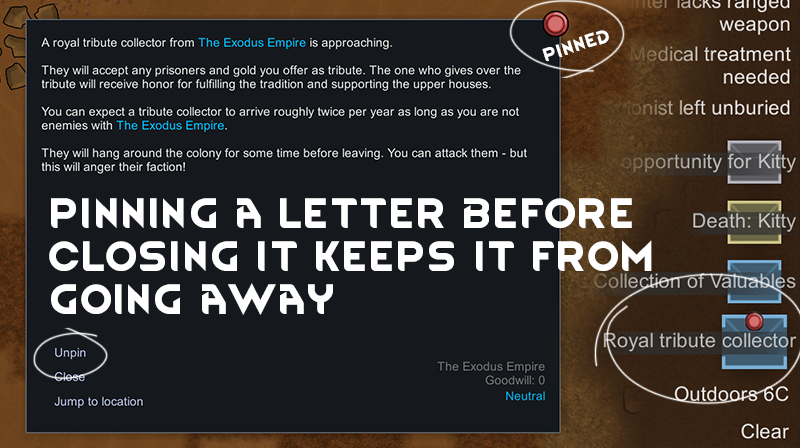 A royal tribute collector from The Exodus Empire is approaching.
They will accept any prisoners and gold you offer as tribute. The one who gives over the
tribute will receive honor for fulfilling the tradition and supporting the upper houses.
You can expect a tribute collector to arrive roughly twice per year as long as you are not
enemies with The Exodus Empire.
They will hang around the colony for some time before leaving. You can attack them - but
this will anger their faction!
PINNED
PINNING A LETTER BEFORE
CLOSING IT KEEPS IT FROM
GOING AWAY
Unpin
Close
Jump to location
The Exodus Empire
Goodwill: 0
Neutral
lacks ranged
weapon
Medical treatment
needed
left unburied
opportunity for Kitty
Death: Kitty
Collection of Valuables
Royal tribute collector
Outdoors 6C
Clear